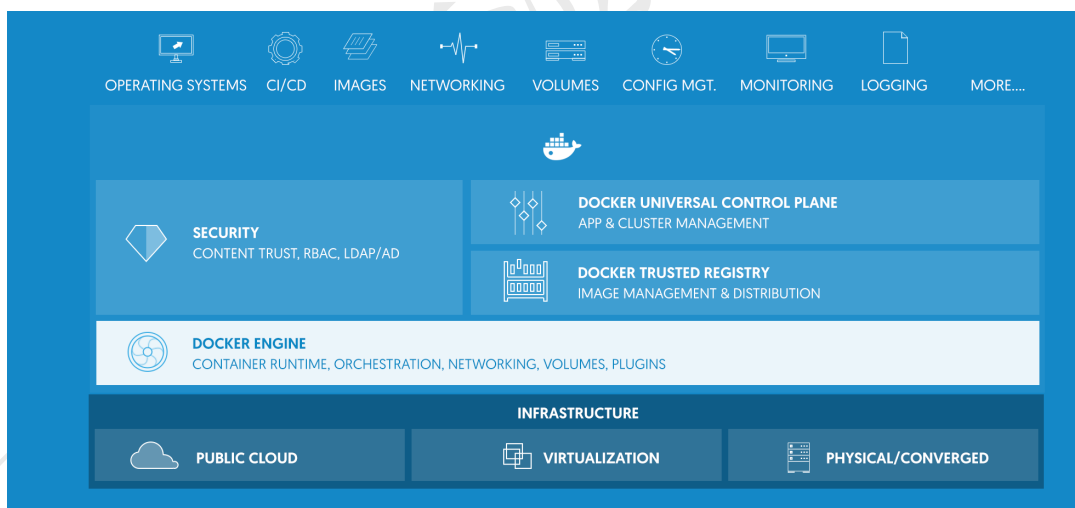 OPERATING SYSTEMS CI/CD IMAGES NETWORKING VOLUMES CONFIG MGT. MONITORING LOGGING MORE....
SECURITY
CONTENT TRUST, RBAC, LDAP/AD
DOCKER UNIVERSAL CONTROL PLANE
APP & CLUSTER MANAGEMENT
DOCKER TRUSTED REGISTRY
IMAGE MANAGEMENT & DISTRIBUTION
DOCKER ENGINE
CONTAINER RUNTIME, ORCHESTRATION, NETWORKING, VOLUMES, PLUGINS
INFRASTRUCTURE
PUBLIC CLOUD VIRTUALIZATION PHYSICAL/CONVERGED